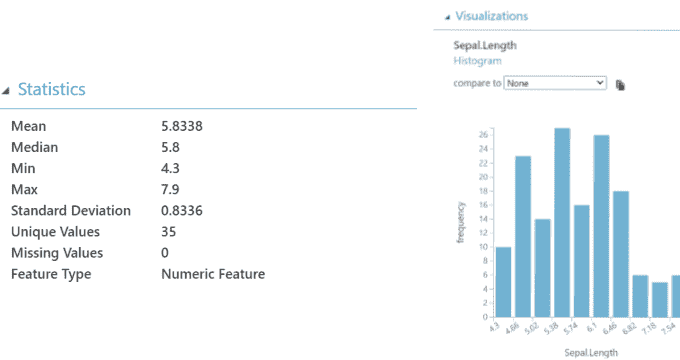 Statistics
Mean 5.8338
Median 5.8
Min 4.3
Max 7.9
Standard Deviation 0.8336
Unique Values 35
Missing Values 0
Feature Type Numeric Feature
Visualizations
Sepal.Length
Histogram
compare to None
frequency
26
24
22
20
18
16
14
12
10
8
6
4
2
0
4.3 4.66 5.02 5.38 5.74 6.1 6.46 6.82 7.18 7.54
Sepal.Length